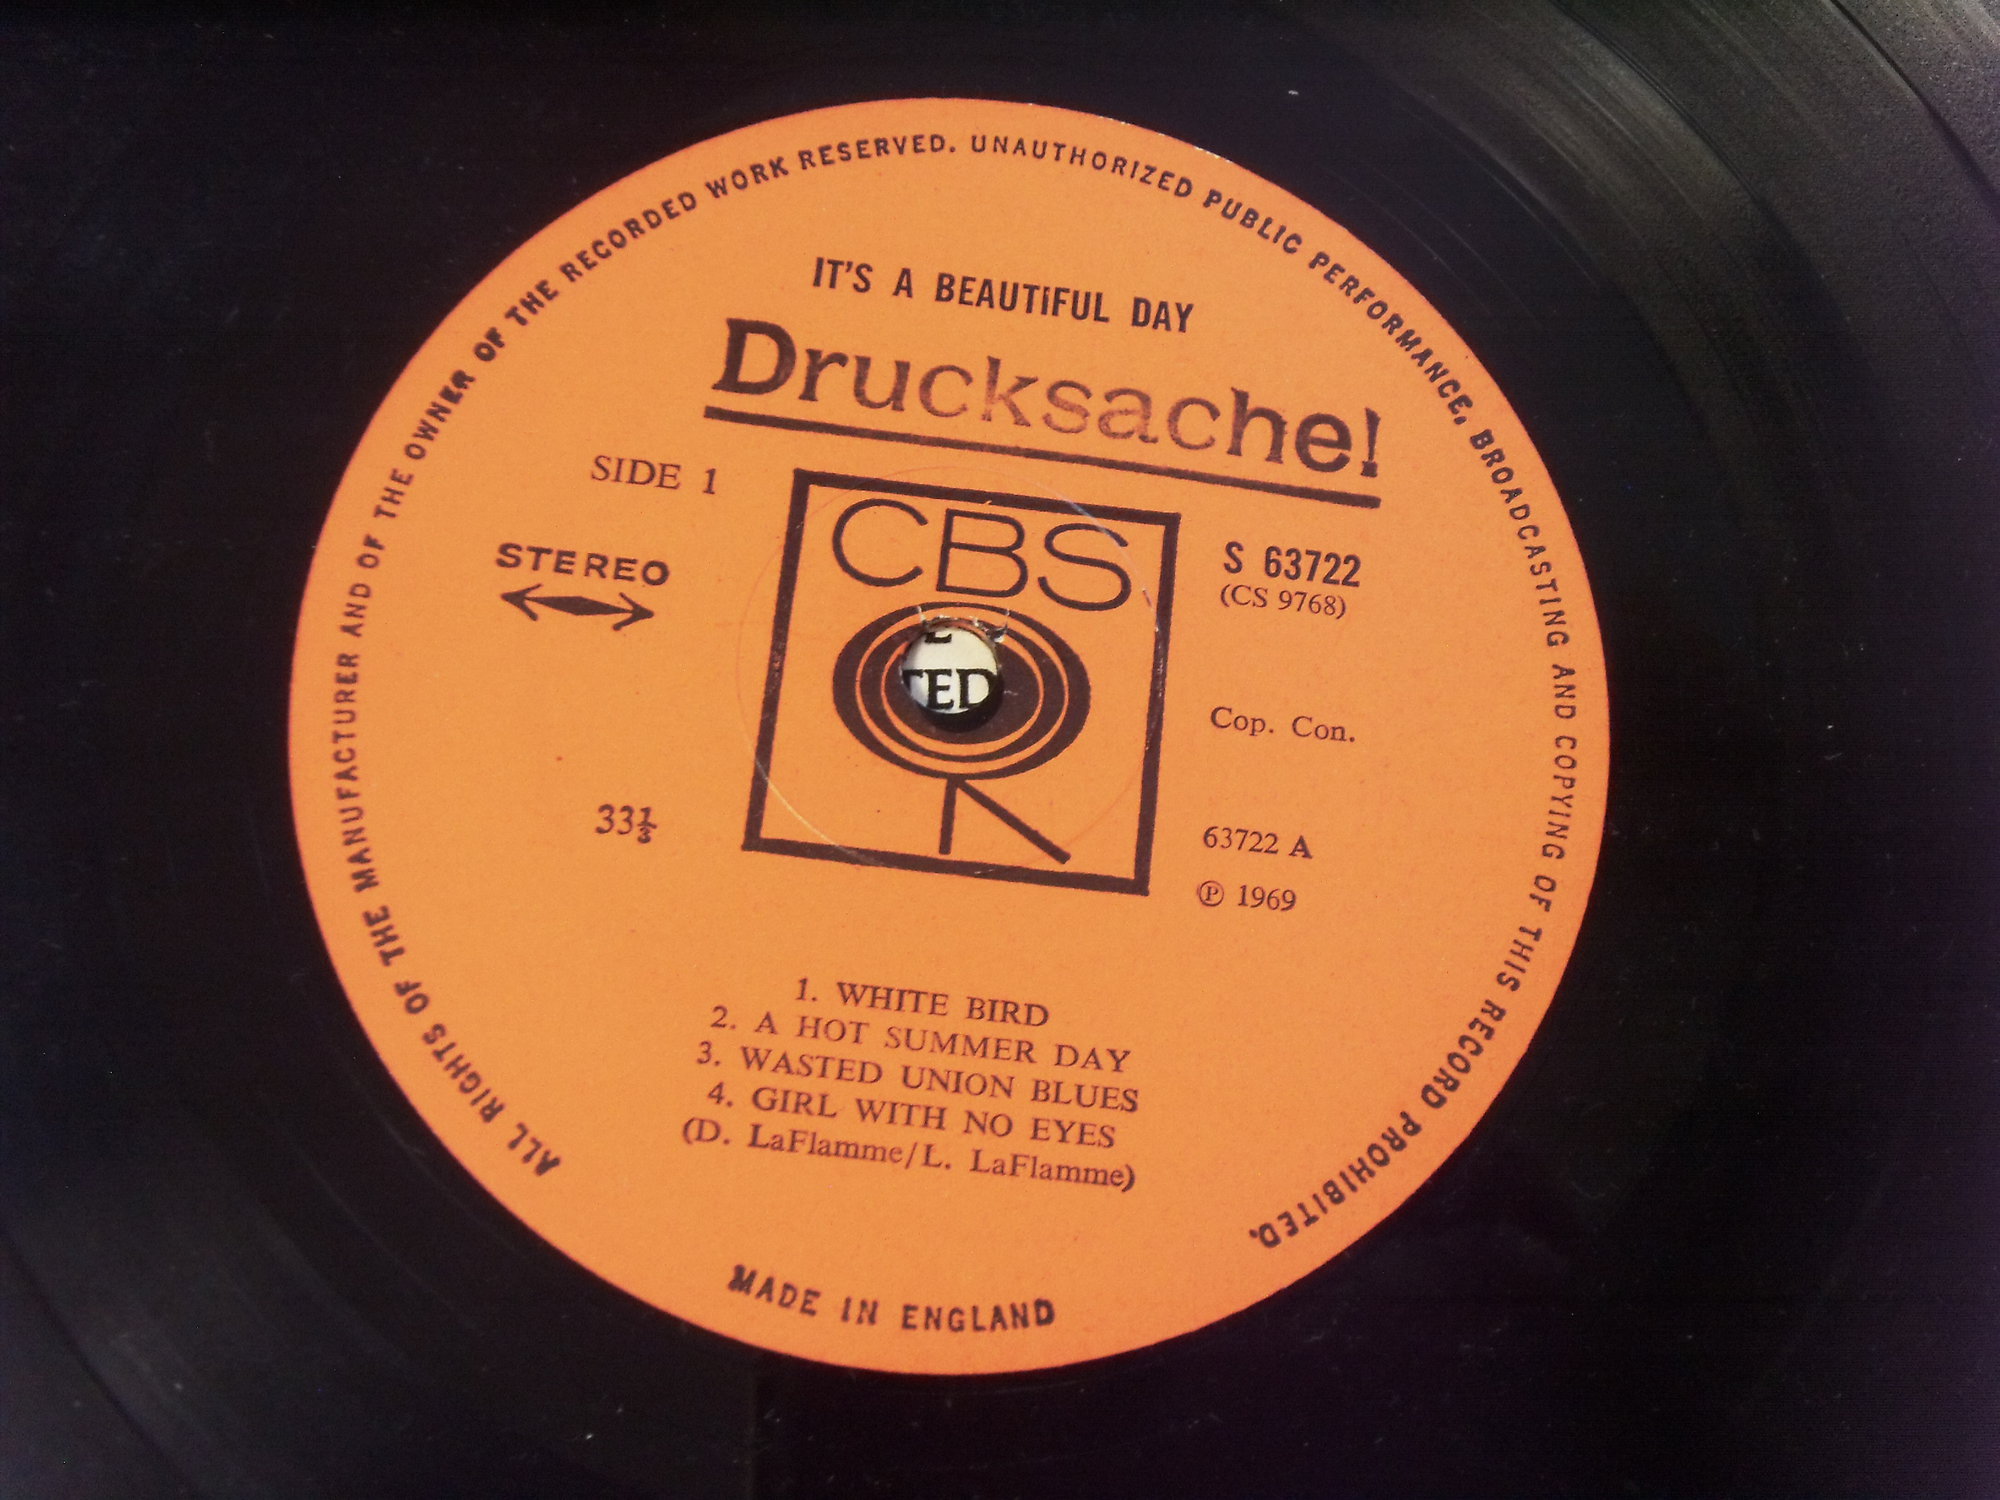 ALL RIGHTS OF THE MANUFACTURER AND OF THE OWNER OF THE RECORDED WORK RESERVED. UNAUTHORIZED PUBLIC PERFORMANCE, BROADCASTING AND COPYING OF THIS RECORD PROHIBITED.
IT'S A BEAUTIFUL DAY
Drucksache!
SIDE 1
STEREO
33⅓
CBS
S 63722
(CS 9768)
Cop. Con.
63722 A
℗ 1969
1. WHITE BIRD
2. A HOT SUMMER DAY
3. WASTED UNION BLUES
4. GIRL WITH NO EYES
(D. LaFlamme/L. LaFlamme)
MADE IN ENGLAND